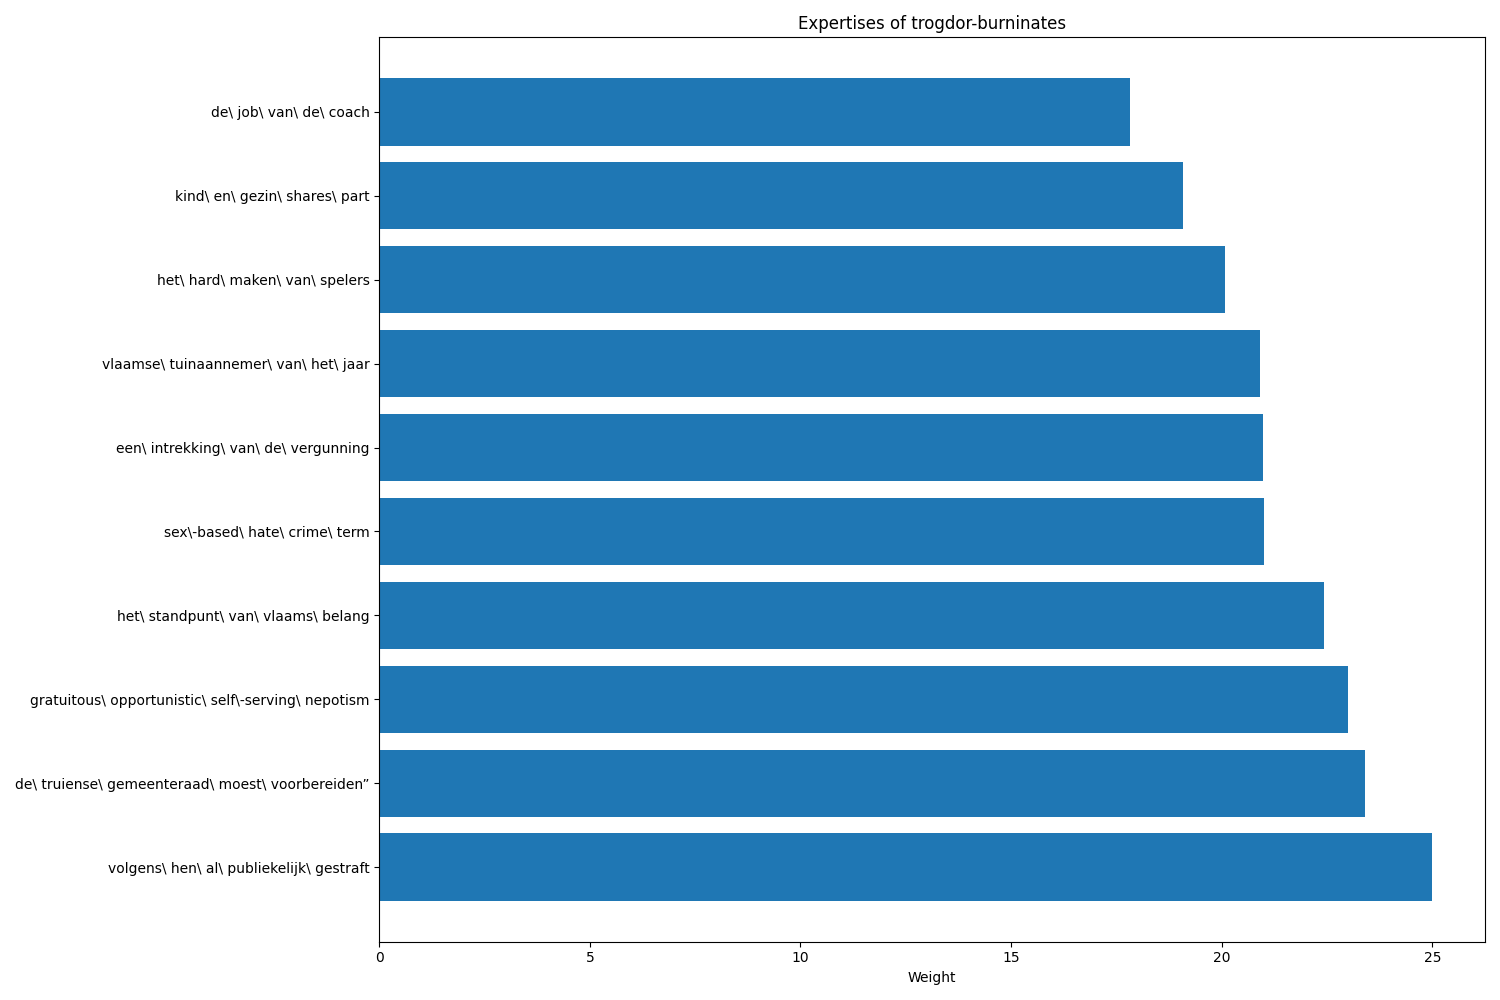 Expertises of trogdor-burninates
de\ job\ van\ de\ coach
kind\ en\ gezin\ shares\ part
het\ hard\ maken\ van\ spelers
vlaamse\ tuinaannemer\ van\ het\ jaar
een\ intrekking\ van\ de\ vergunning
sex\-based\ hate\ crime\ term
het\ standpunt\ van\ vlaams\ belang
gratuitous\ opportunistic\ self\-serving\ nepotism
de\ truiense\ gemeenteraad\ moest\ voorbereiden”
volgens\ hen\ al\ publiekelijk\ gestraft
0 5 10 15 20 25
Weight